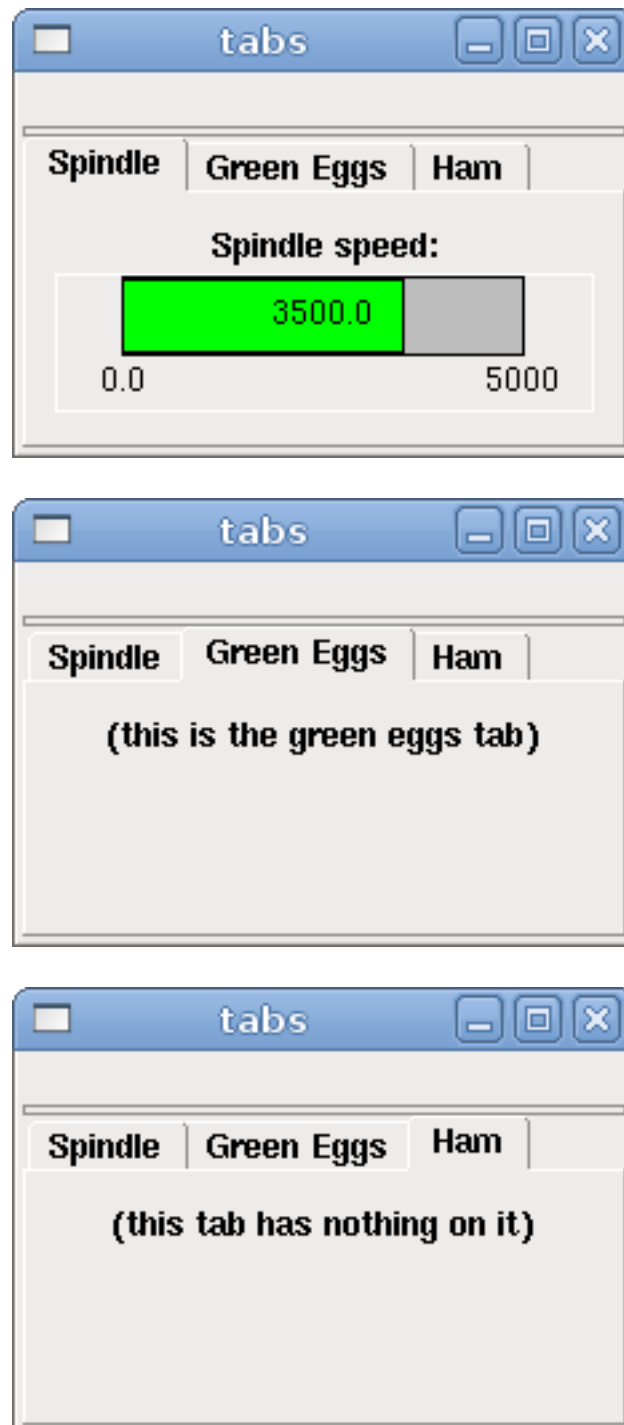 tabs
Spindle Green Eggs Ham
Spindle speed:
3500.0
0.0 5000
tabs
Spindle Green Eggs Ham
(this is the green eggs tab)
tabs
Spindle Green Eggs Ham
(this tab has nothing on it)